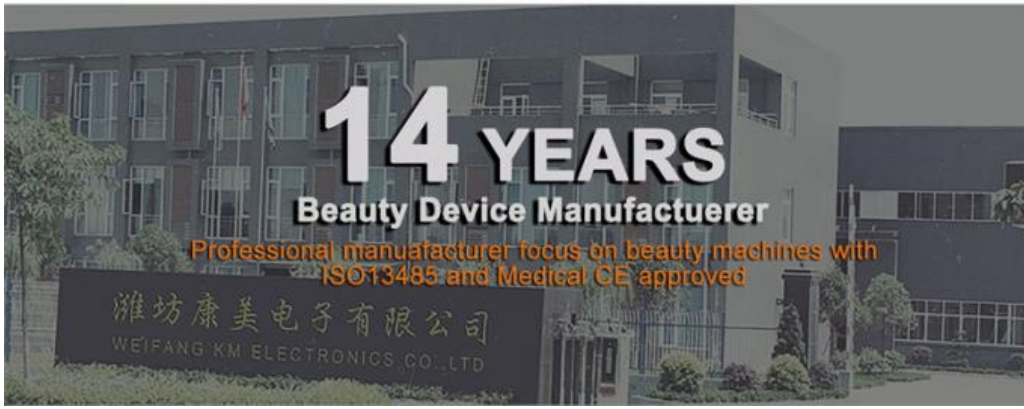 14 YEARS
Beauty Device Manufactuerer
Professional manuafacturer focus on beauty machines with
ISO13485 and Medical CE approved
潍坊康美电子有限公司
WEIFANG KM ELECTRONICS CO.,LTD